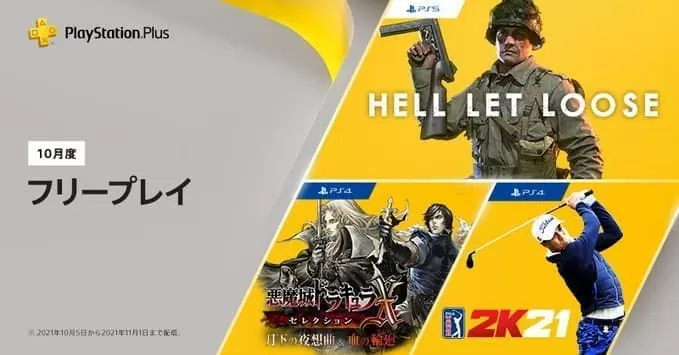 PlayStation.Plus
10月度
フリープレイ
※ 2021年10月5日から2021年11月1日まで配信。
PS5
HELL LET LOOSE
PS4
悪魔城ドラキュラX
セレクション
月下の夜想曲 & 血の輪廻
PS4
Titleist
PGA TOUR
2K21